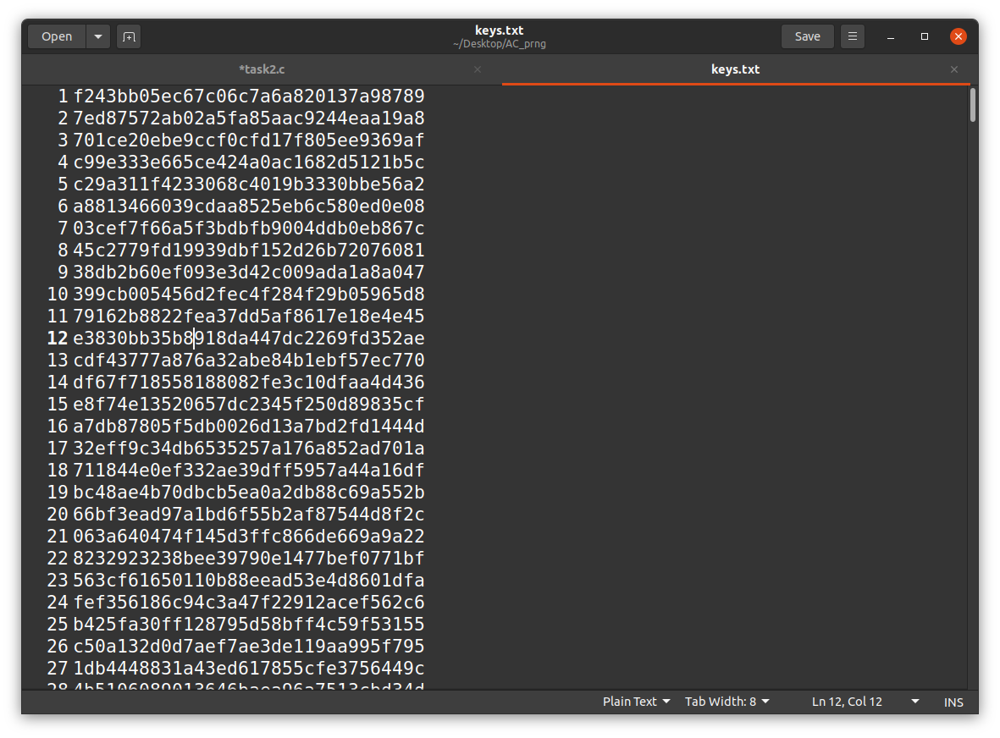 Open
keys.txt
~/Desktop/AC_prng
Save
*task2.c
keys.txt
1 f243bb05ec67c06c7a6a820137a98789
2 7ed87572ab02a5fa85aac9244eaa19a8
3 701ce20ebe9ccf0cfd17f805ee9369af
4 c99e333e665ce424a0ac1682d5121b5c
5 c29a311f4233068c4019b3330bbe56a2
6 a8813466039cdaa8525eb6c580ed0e08
7 03cef7f66a5f3bdbfb9004ddb0eb867c
8 45c2779fd19939dbf152d26b72076081
9 38db2b60ef093e3d42c009ada1a8a047
10 399cb005456d2fec4f284f29b05965d8
11 79162b8822fea37dd5af8617e18e4e45
12 e3830bb35b8918da447dc2269fd352ae
13 cdf43777a876a32abe84b1ebf57ec770
14 df67f718558188082fe3c10dfaa4d436
15 e8f74e13520657dc2345f250d89835cf
16 a7db87805f5db0026d13a7bd2fd1444d
17 32eff9c34db6535257a176a852ad701a
18 711844e0ef332ae39dff5957a44a16df
19 bc48ae4b70dbcb5ea0a2db88c69a552b
20 66bf3ead97a1bd6f55b2af87544d8f2c
21 063a640474f145d3ffc866de669a9a22
22 8232923238bee39790e1477bef0771bf
23 563cf61650110b88eead53e4d8601dfa
24 fef356186c94c3a47f22912acef562c6
25 b425fa30ff128795d58bff4c59f53155
26 c50a132d0d7aef7ae3de119aa995f795
27 1db4448831a43ed617855cfe3756449c
Plain Text
Tab Width: 8
Ln 12, Col 12
INS